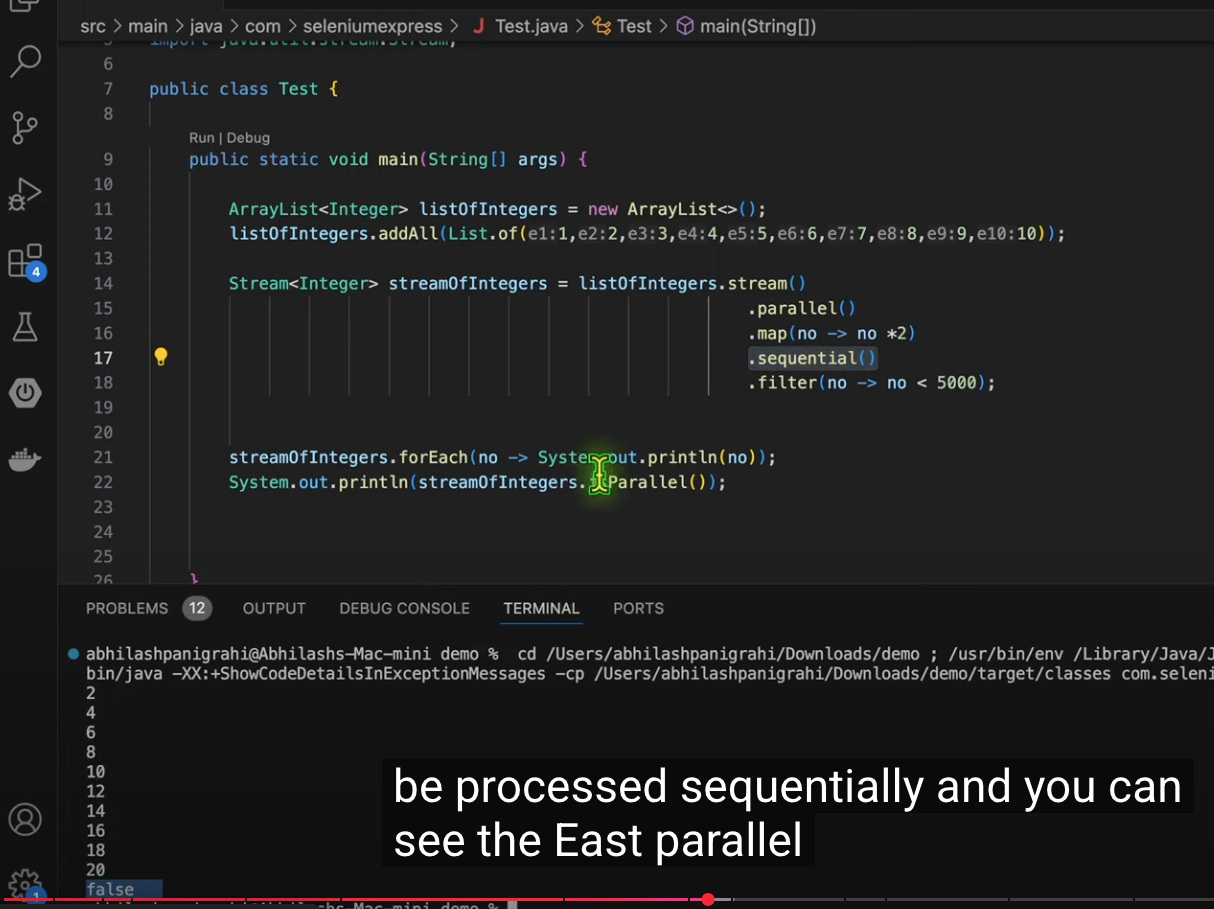 src > main > java > com > seleniumexpress > J Test.java > Test > main(String[])
5 import java.util.stream.Stream;
6
7 public class Test {
8
Run | Debug
9 public static void main(String[] args) {
10
11 ArrayList<Integer> listOfIntegers = new ArrayList<>();
12 listOfIntegers.addAll(List.of(e1:1,e2:2,e3:3,e4:4,e5:5,e6:6,e7:7,e8:8,e9:9,e10:10));
13
14 Stream<Integer> streamOfIntegers = listOfIntegers.stream()
15 .parallel()
16 .map(no -> no *2)
17 .sequential()
18 .filter(no -> no < 5000);
19
20
21 streamOfIntegers.forEach(no -> System.out.println(no));
22 System.out.println(streamOfIntegers.isParallel());
23
24
25
26 }
4
PROBLEMS 12 OUTPUT DEBUG CONSOLE TERMINAL PORTS
abhilashpanigrahi@Abhilashs-Mac-mini demo % cd /Users/abhilashpanigrahi/Downloads/demo ; /usr/bin/env /Library/Java/J
bin/java -XX:+ShowCodeDetailsInExceptionMessages -cp /Users/abhilashpanigrahi/Downloads/demo/target/classes com.seleni
2
4
6
8
10
12
14
16
18
20
false
be processed sequentially and you can
see the East parallel
1